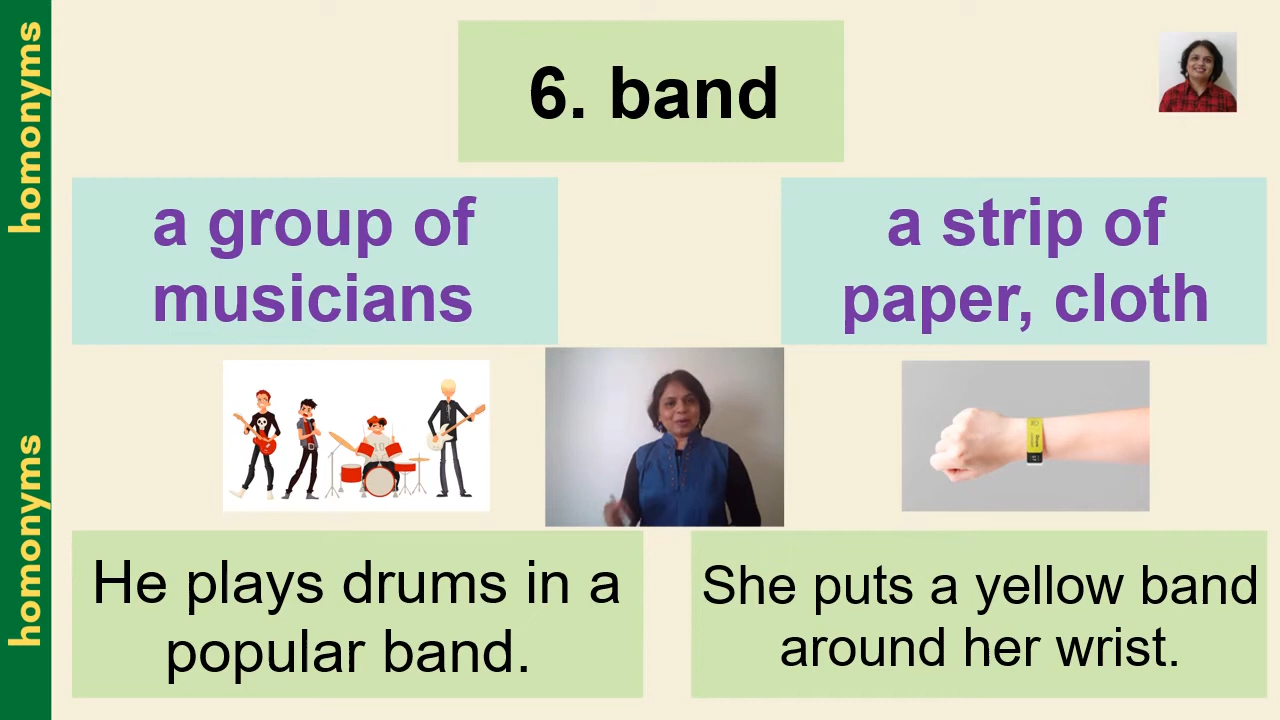 homonyms
homonyms
6. band
a group of
musicians
a strip of
paper, cloth
He plays drums in a
popular band.
She puts a yellow band
around her wrist.